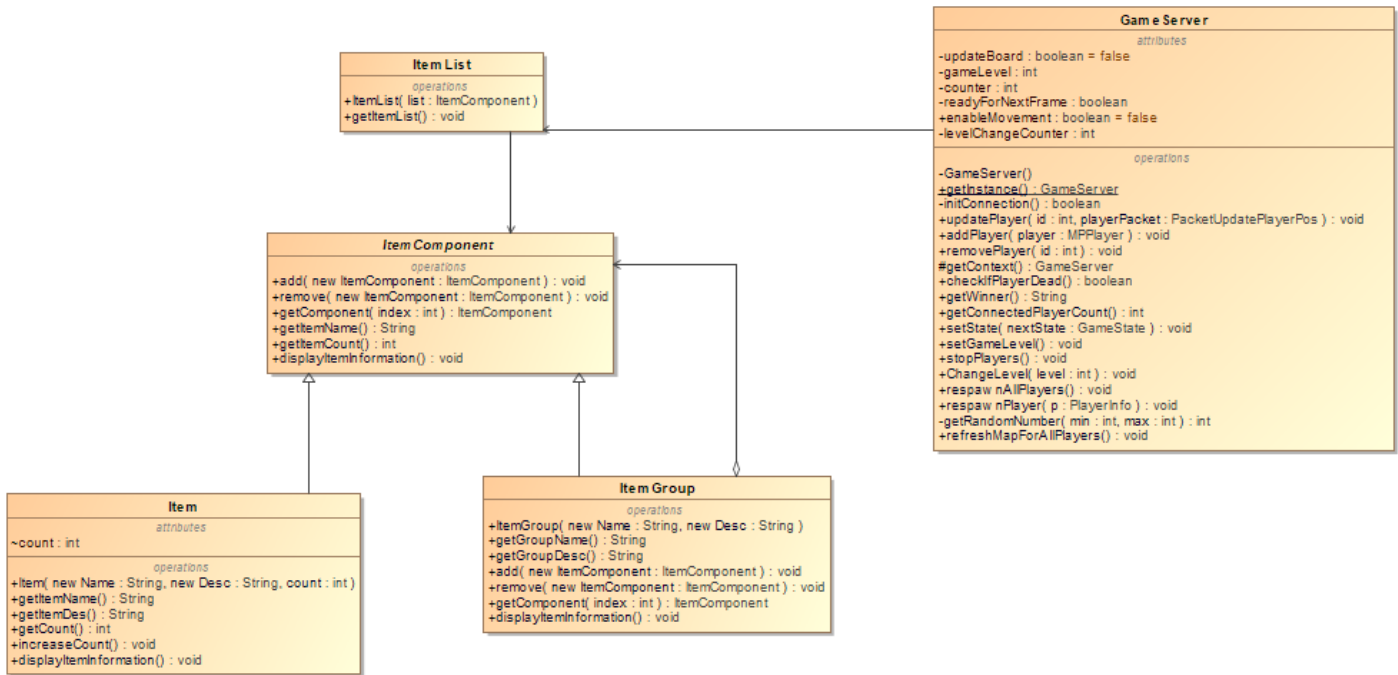 Item List
operations
+ItemList( list : ItemComponent )
+getItemList() : void
Game Server
attributes
-updateBoard : boolean = false
-gameLevel : int
-counter : int
-readyForNextFrame : boolean
+enableMovement : boolean = false
-levelChangeCounter : int
operations
-GameServer()
+getInstance() : GameServer
-initConnection() : boolean
+updatePlayer( id : int, playerPacket : PacketUpdatePlayerPos ) : void
+addPlayer( player : MPPlayer ) : void
+removePlayer( id : int ) : void
#getContext() : GameServer
+checkIfPlayerDead() : boolean
+getWinner() : String
+getConnectedPlayerCount() : int
+setState( nextState : GameState ) : void
+setGameLevel() : void
+stopPlayers() : void
+ChangeLevel( level : int ) : void
+respaw nAllPlayers() : void
+respaw nPlayer( p : PlayerInfo ) : void
-getRandomNumber( min : int, max : int ) : int
+refreshMapForAllPlayers() : void
Item Component
operations
+add( new ItemComponent : ItemComponent ) : void
+remove( new ItemComponent : ItemComponent ) : void
+getComponent( index : int ) : ItemComponent
+getItemName() : String
+getItemCount() : int
+displayItemInformation() : void
Item
attributes
~count : int
operations
+Item( new Name : String, new Desc : String, count : int )
+getItemName() : String
+getItemDes() : String
+getCount() : int
+increaseCount() : void
+displayItemInformation() : void
Item Group
operations
+ItemGroup( new Name : String, new Desc : String )
+getGroupName() : String
+getGroupDesc() : String
+add( new ItemComponent : ItemComponent ) : void
+remove( new ItemComponent : ItemComponent ) : void
+getComponent( index : int ) : ItemComponent
+displayItemInformation() : void